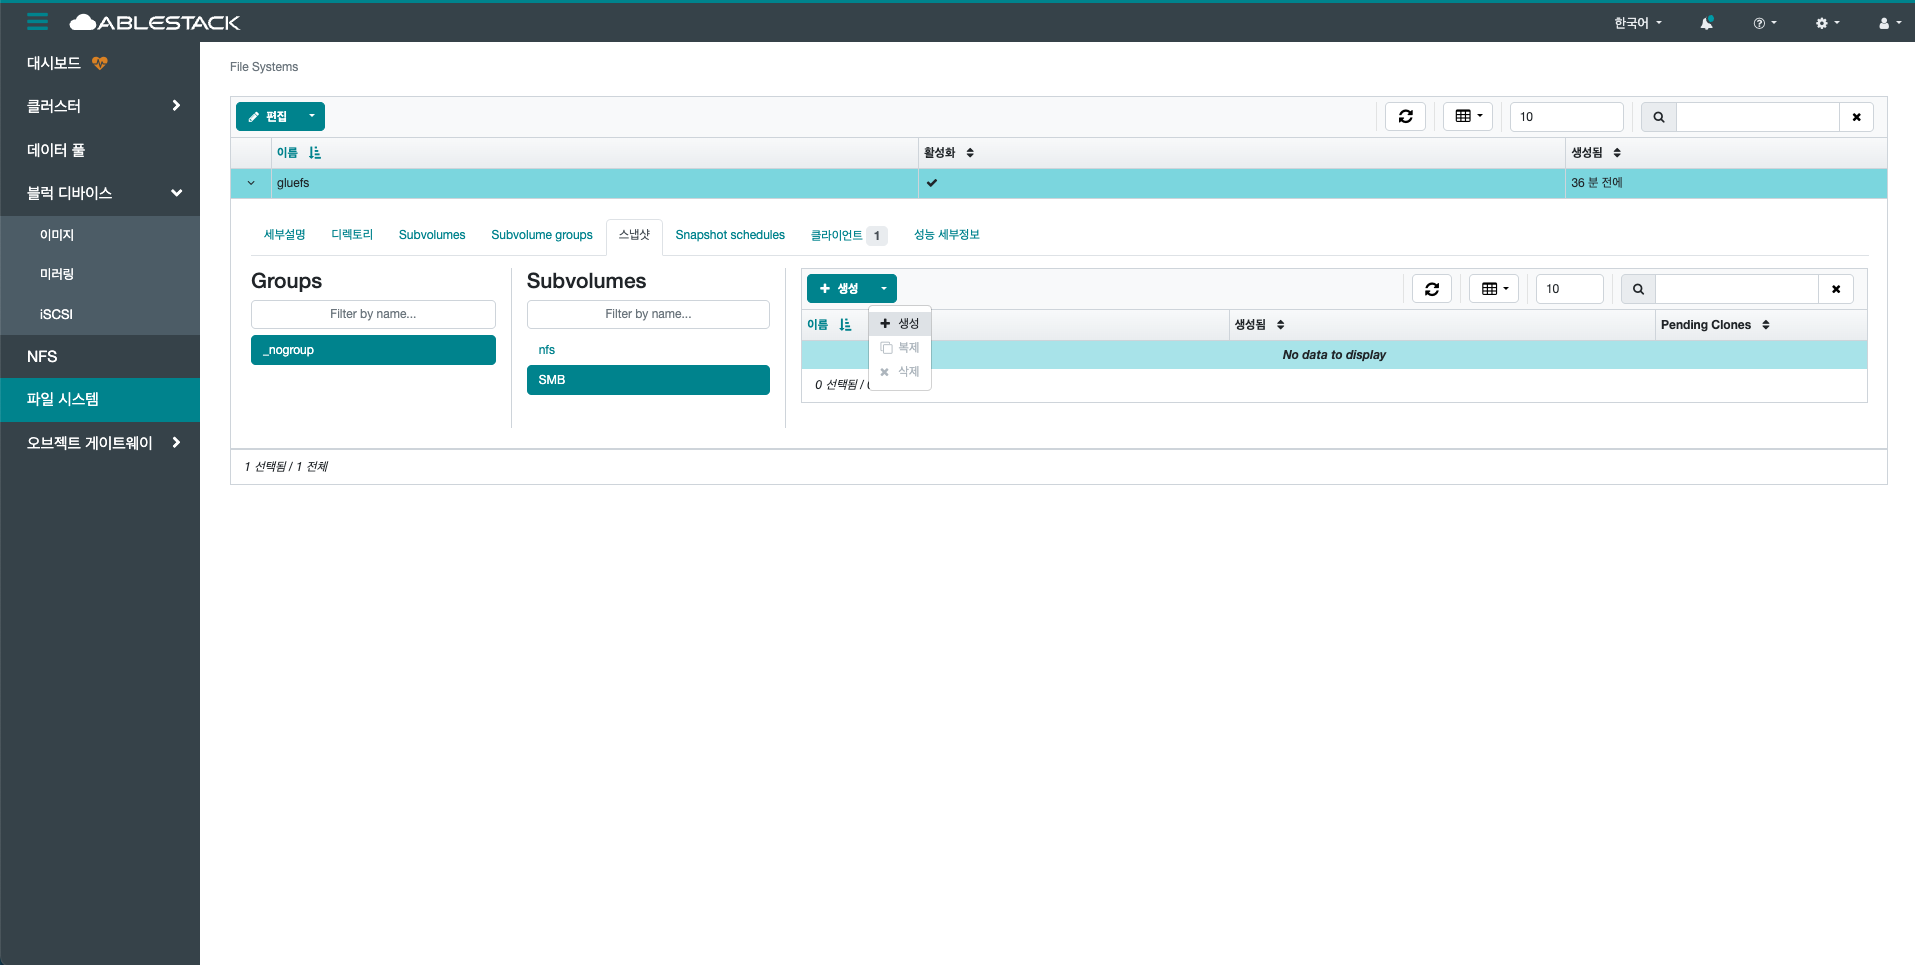 ABLESTACK
한국어
대시보드
클러스터
데이터 풀
블럭 디바이스
이미지
미러링
iSCSI
NFS
파일 시스템
오브젝트 게이트웨이
File Systems
편집
10
이름 활성화 생성됨
gluefs 36 분 전에
세부설명 디렉토리 Subvolumes Subvolume groups 스냅샷 Snapshot schedules 클라이언트 1 성능 세부정보
Groups
Filter by name...
_nogroup
Subvolumes
Filter by name...
nfs
SMB
생성
10
생성
복제
삭제
이름 생성됨 Pending Clones
No data to display
0 선택됨 /
1 선택됨 / 1 전체